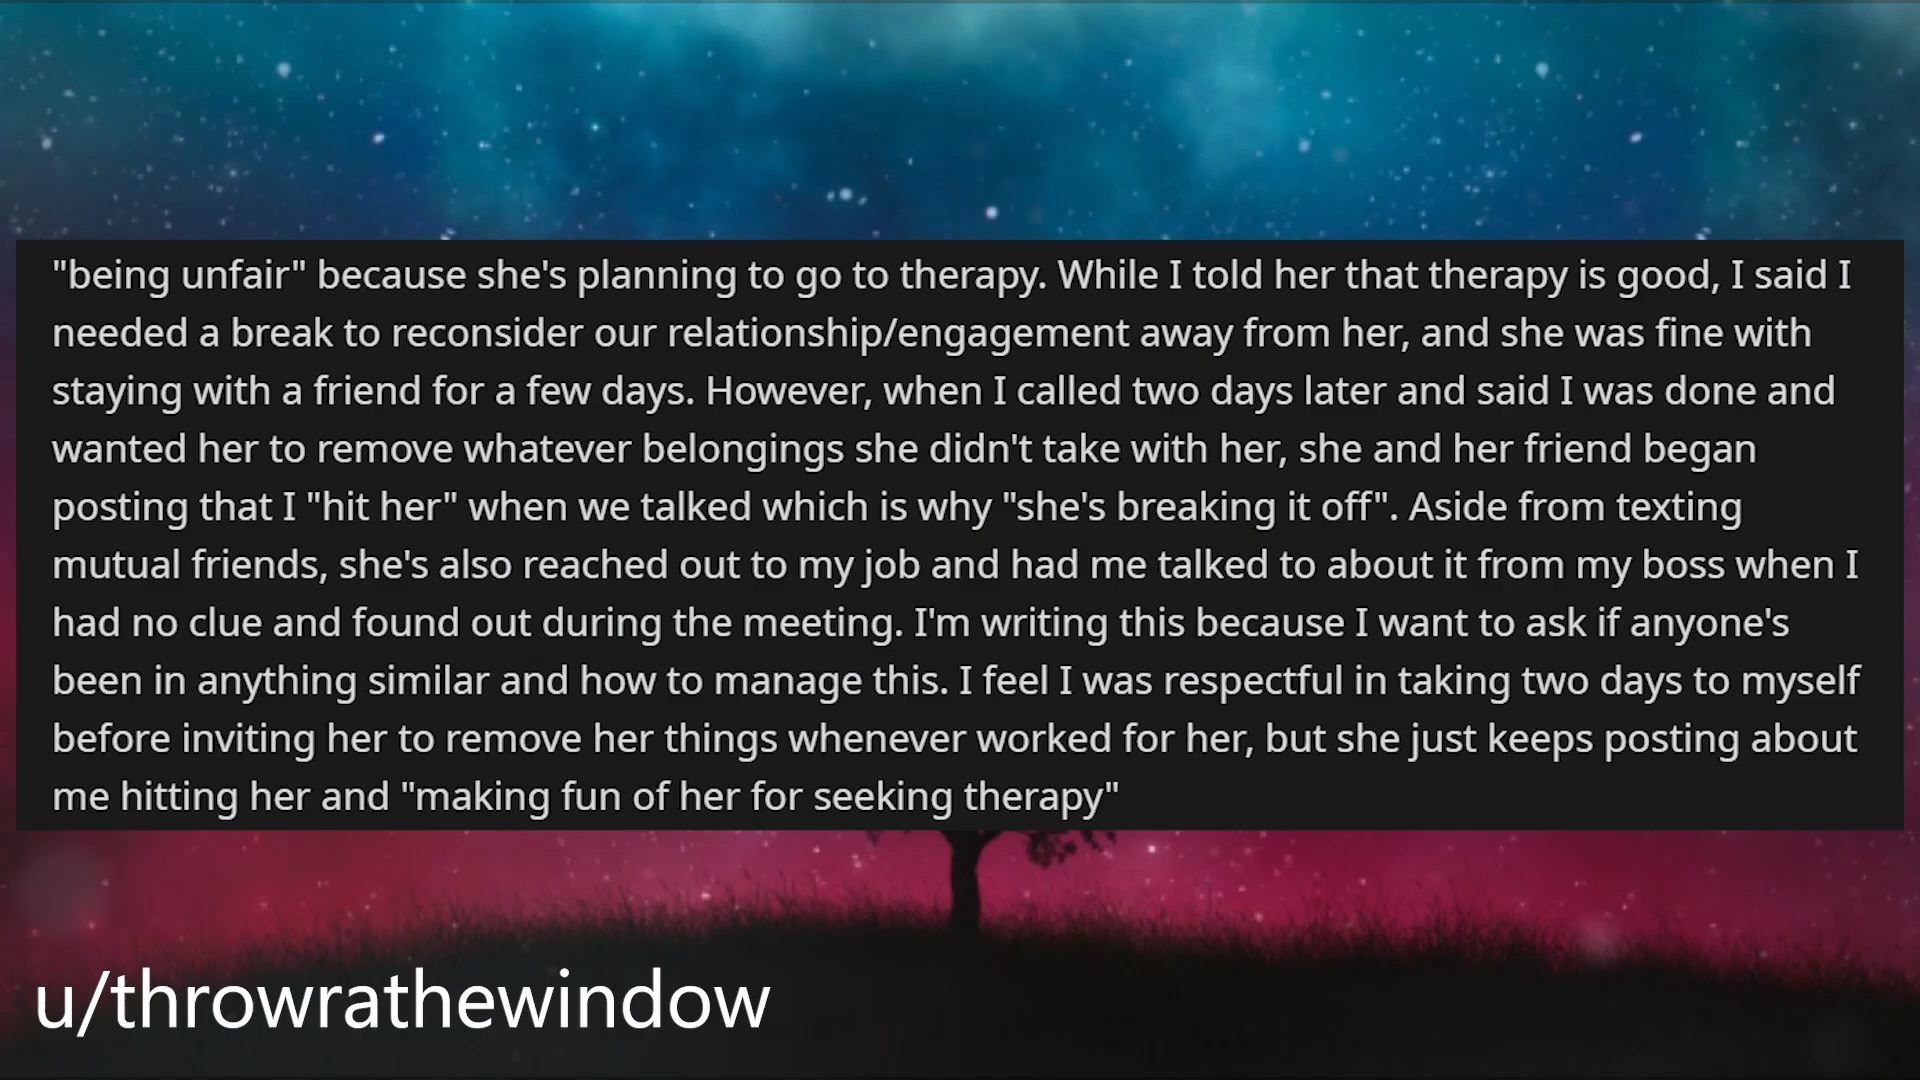 "being unfair" because she's planning to go to therapy. While I told her that therapy is good, I said I
needed a break to reconsider our relationship/engagement away from her, and she was fine with
staying with a friend for a few days. However, when I called two days later and said I was done and
wanted her to remove whatever belongings she didn't take with her, she and her friend began
posting that I "hit her" when we talked which is why "she's breaking it off". Aside from texting
mutual friends, she's also reached out to my job and had me talked to about it from my boss when I
had no clue and found out during the meeting. I'm writing this because I want to ask if anyone's
been in anything similar and how to manage this. I feel I was respectful in taking two days to myself
before inviting her to remove her things whenever worked for her, but she just keeps posting about
me hitting her and "making fun of her for seeking therapy"
u/throwrathewindow